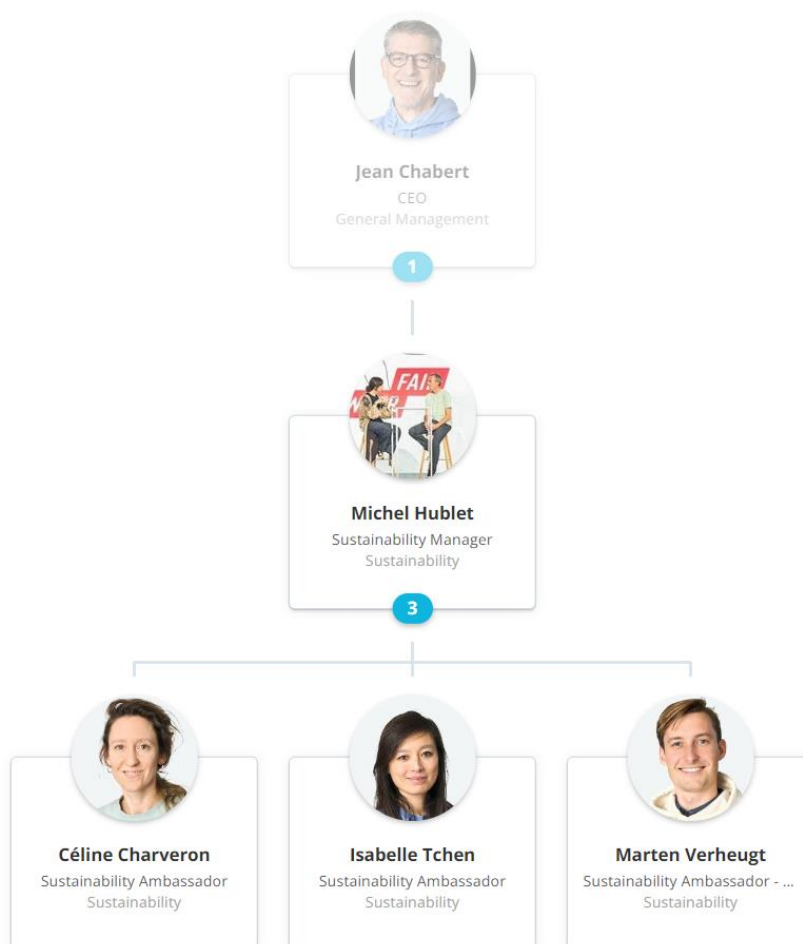 Jean Chabert
CEO
General Management
1
FAI
Michel Hublet
Sustainability Manager
Sustainability
3
Céline Charveron
Sustainability Ambassador
Sustainability
Isabelle Tchen
Sustainability Ambassador
Sustainability
Marten Verheugt
Sustainability Ambassador - ...
Sustainability